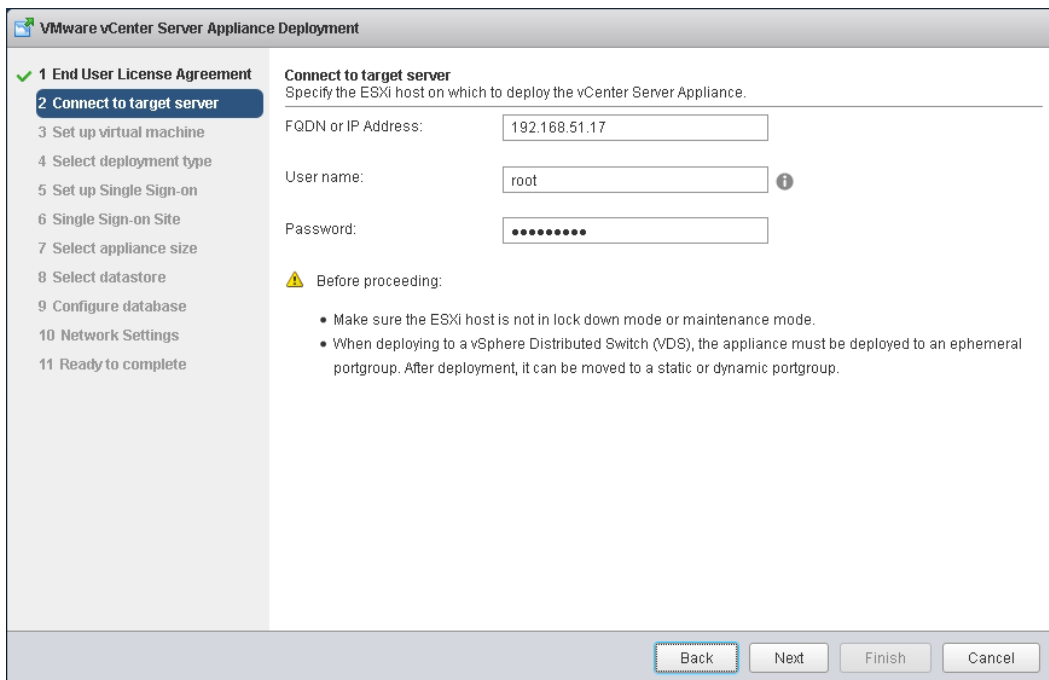 VMware vCenter Server Appliance Deployment
1 End User License Agreement
2 Connect to target server
3 Set up virtual machine
4 Select deployment type
5 Set up Single Sign-on
6 Single Sign-on Site
7 Select appliance size
8 Select datastore
9 Configure database
10 Network Settings
11 Ready to complete
Connect to target server
Specify the ESXi host on which to deploy the vCenter Server Appliance.
FQDN or IP Address:
192.168.51.17
User name:
root
Password:
•••••••••
Before proceeding:
• Make sure the ESXi host is not in lock down mode or maintenance mode.
• When deploying to a vSphere Distributed Switch (VDS), the appliance must be deployed to an ephemeral
portgroup. After deployment, it can be moved to a static or dynamic portgroup.
Back
Next
Finish
Cancel